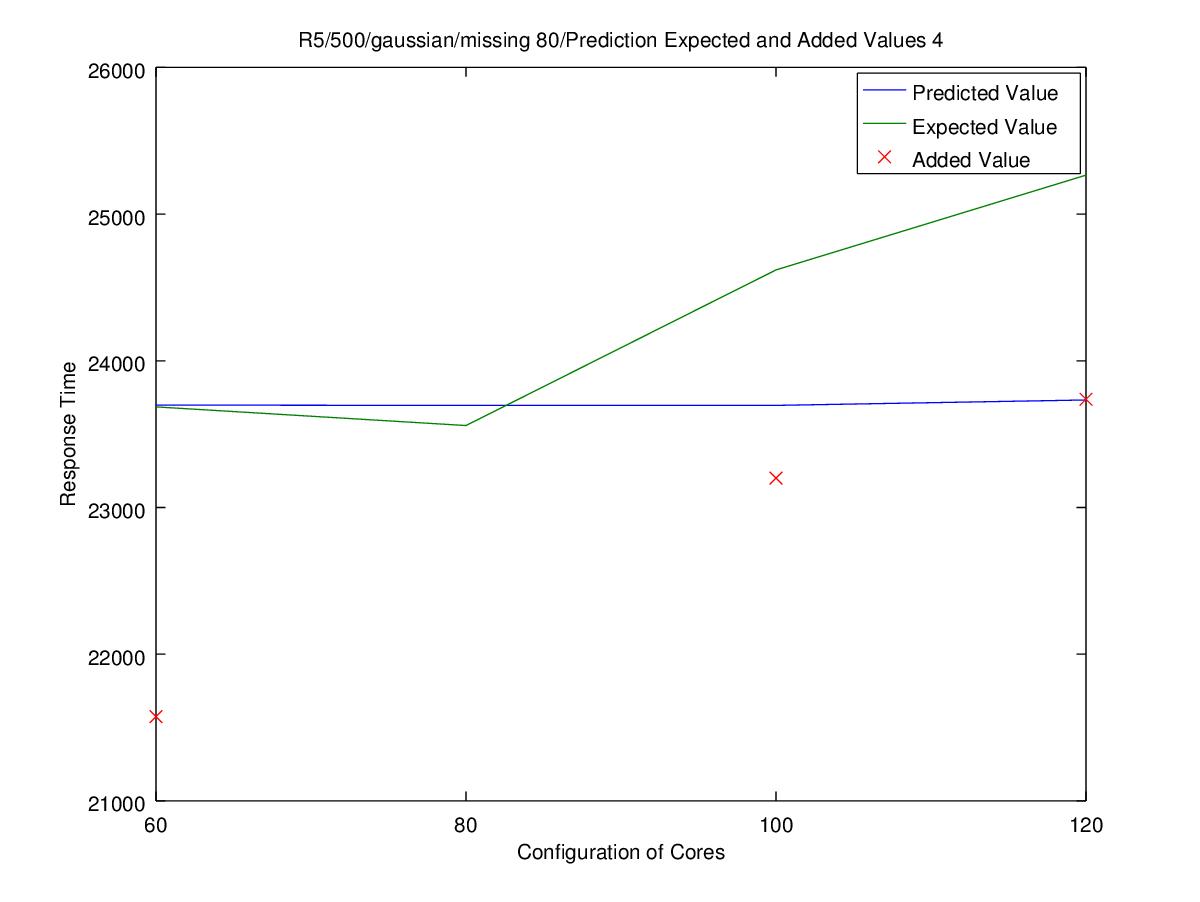 R5/500/gaussian/missing 80/Prediction Expected and Added Values 4
26000
25000
24000
23000
22000
21000
Response Time
Predicted Value
Expected Value
Added Value
60 80 100 120
Configuration of Cores